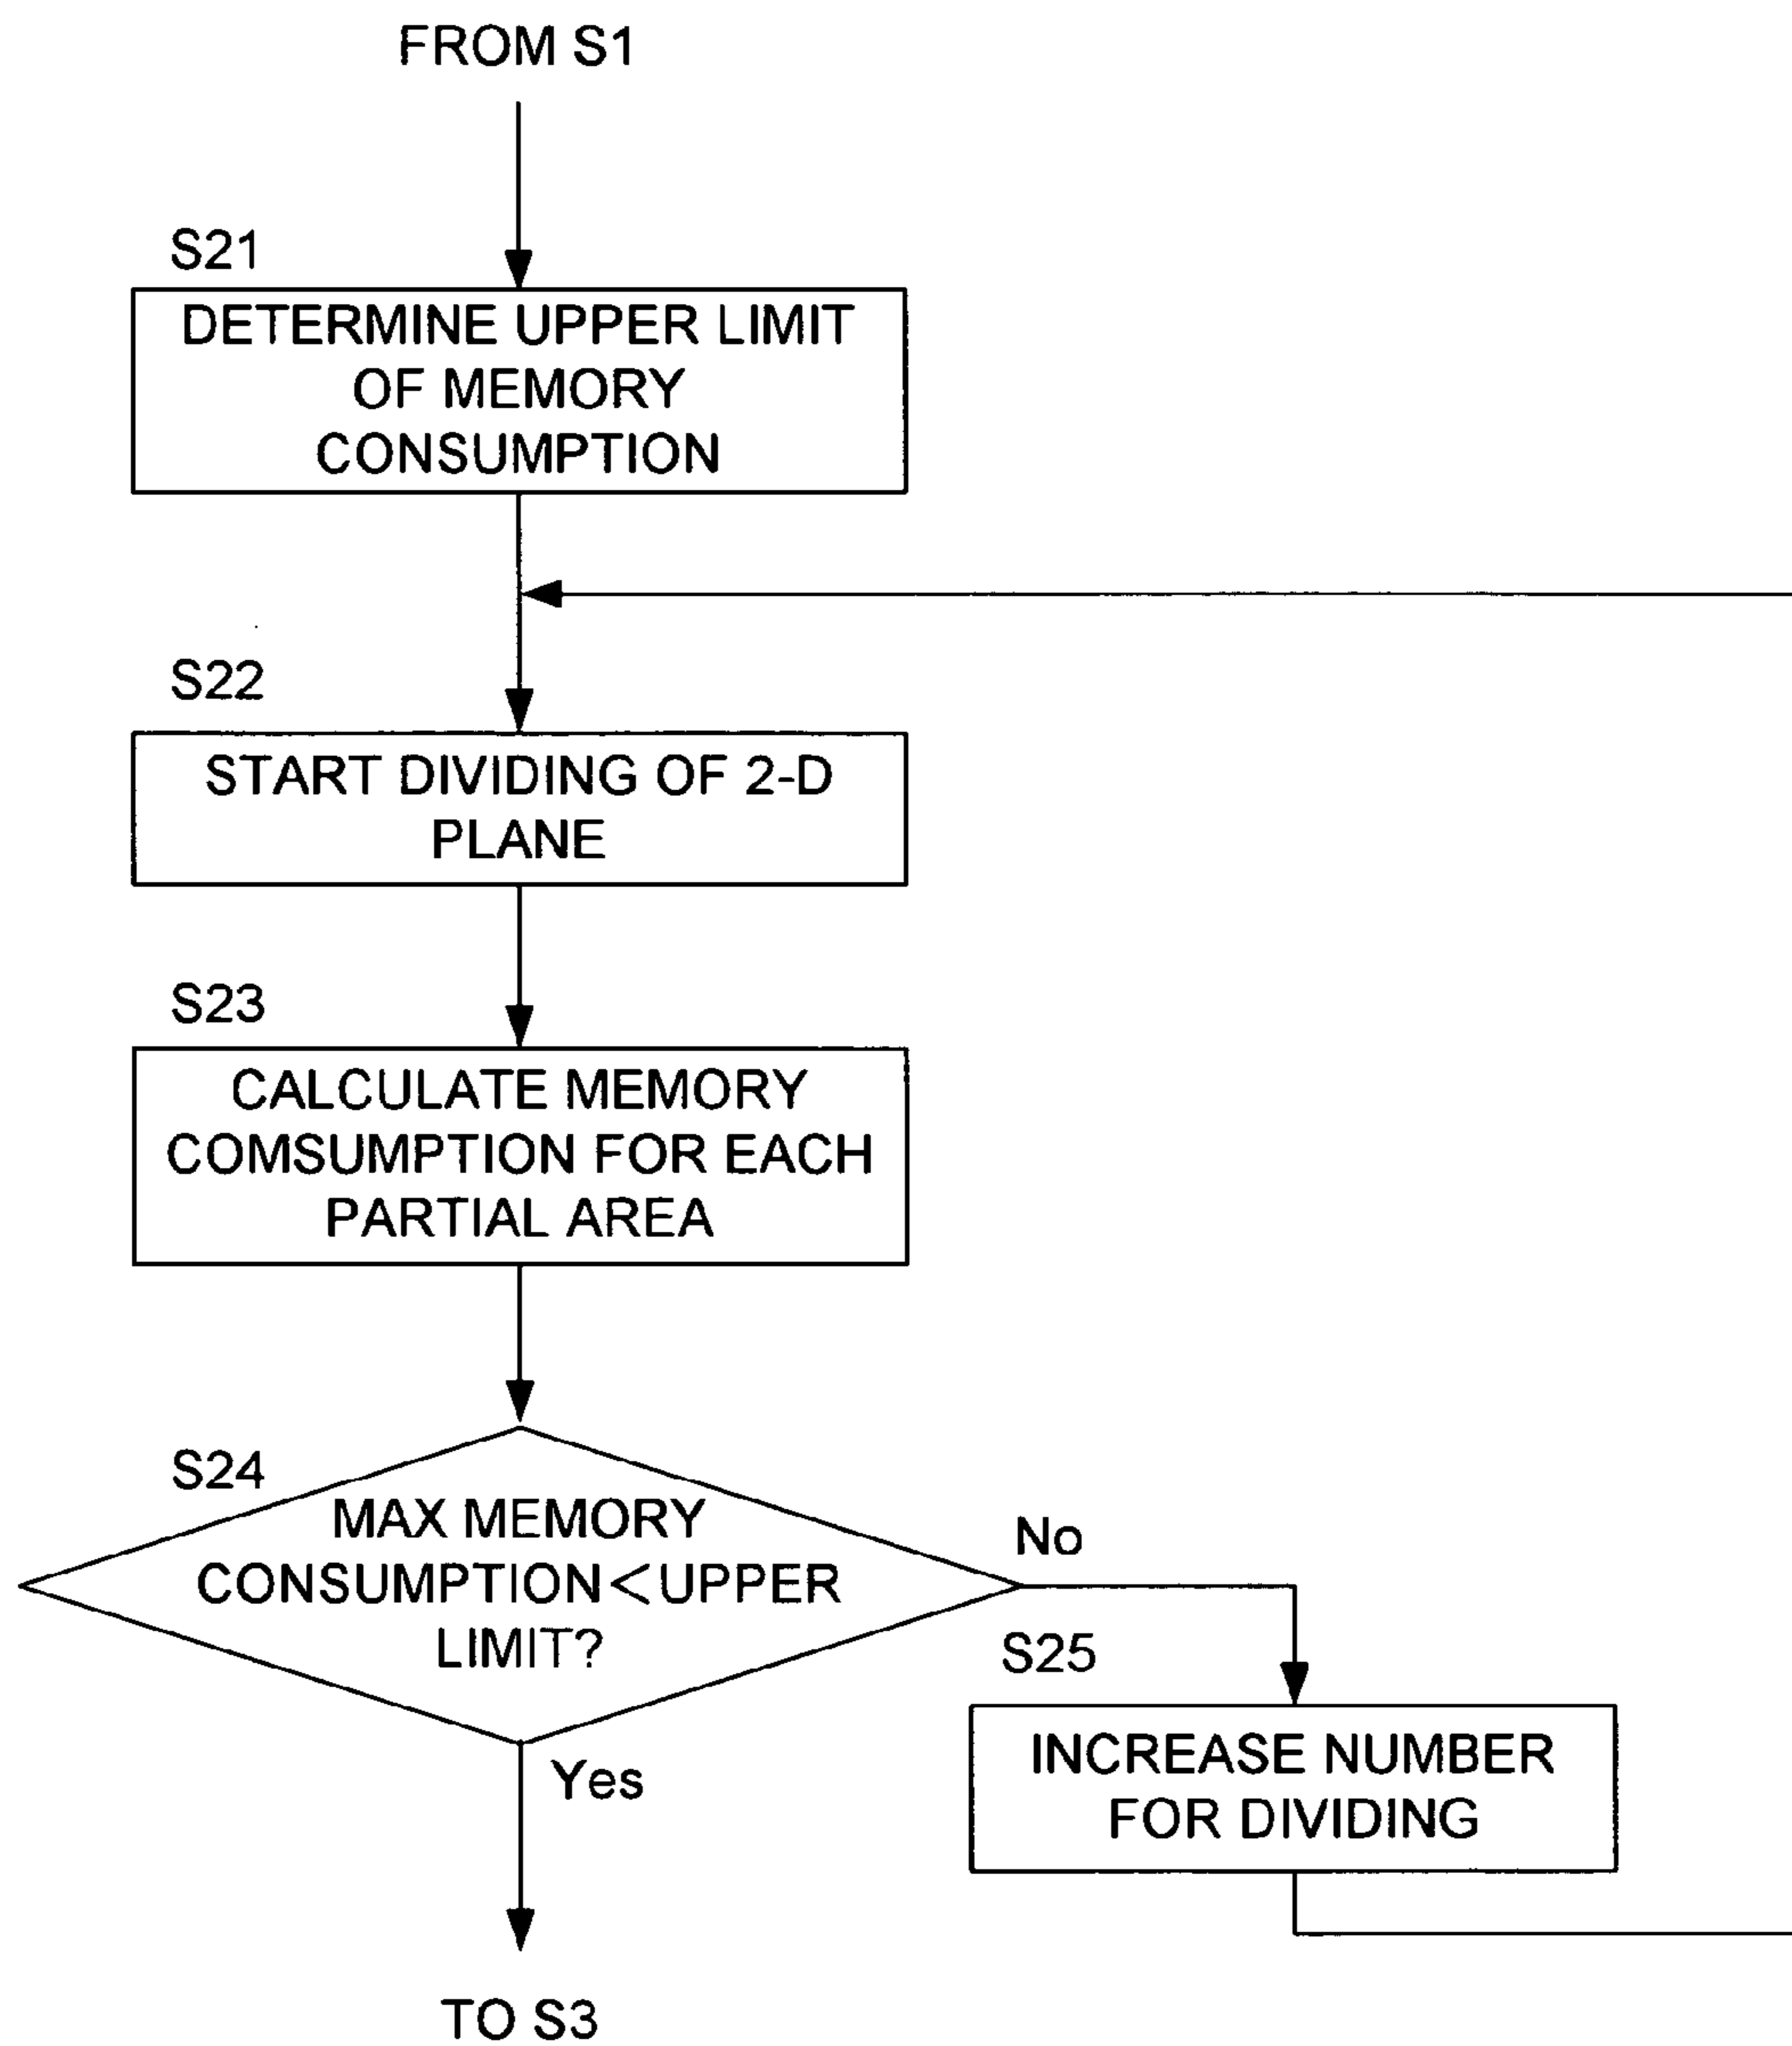 FROM S1
S21
DETERMINE UPPER LIMIT
OF MEMORY
CONSUMPTION
S22
START DIVIDING OF 2-D
PLANE
S23
CALCULATE MEMORY
COMSUMPTION FOR EACH
PARTIAL AREA
S24
MAX MEMORY
CONSUMPTION<UPPER
LIMIT?
No
S25
INCREASE NUMBER
FOR DIVIDING
Yes
TO S3